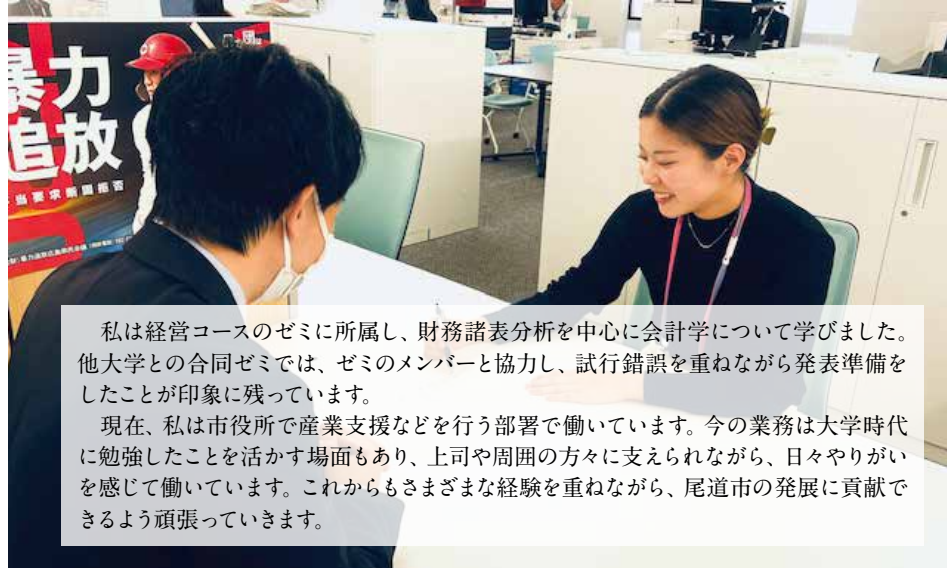 暴力
追放
当要求断固拒否
私は経営コースのゼミに所属し、財務諸表分析を中心に会計学について学びました。
他大学との合同ゼミでは、ゼミのメンバーと協力し、試行錯誤を重ねながら発表準備を
したことが印象に残っています。
現在、私は市役所で産業支援などを行う部署で働いています。今の業務は大学時代
に勉強したことを活かす場面もあり、上司や周囲の方々に支えられながら、日々やりがい
を感じて働いています。これからもさまざまな経験を重ねながら、尾道市の発展に貢献で
きるよう頑張っていきます。